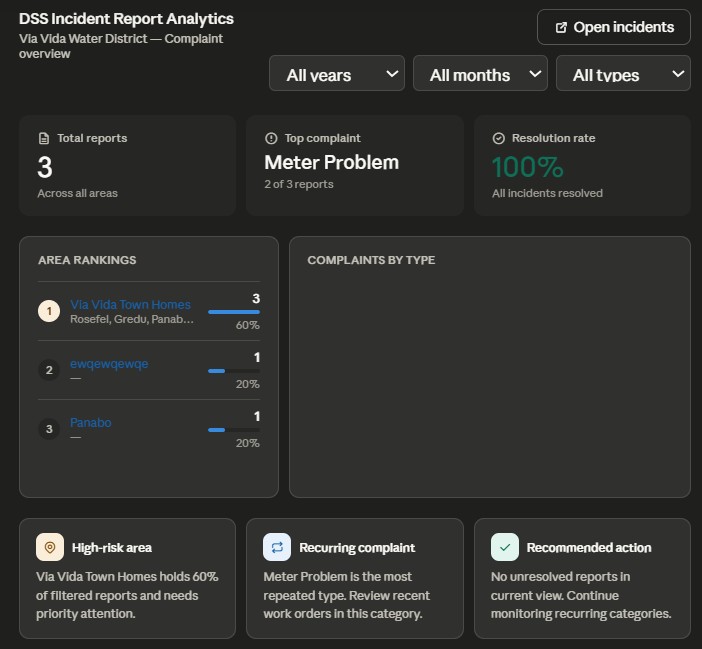 DSS Incident Report Analytics
Via Vida Water District — Complaint
overview
Open incidents
All years
All months
All types
Total reports
3
Across all areas
Top complaint
Meter Problem
2 of 3 reports
Resolution rate
100%
All incidents resolved
AREA RANKINGS
1
Via Vida Town Homes
Rosefel, Gredu, Panab...
3
60%
2
ewqewqewqe
—
1
20%
3
Panabo
—
1
20%
COMPLAINTS BY TYPE
High-risk area
Via Vida Town Homes holds 60%
of filtered reports and needs
priority attention.
Recurring complaint
Meter Problem is the most
repeated type. Review recent
work orders in this category.
Recommended action
No unresolved reports in
current view. Continue
monitoring recurring categories.